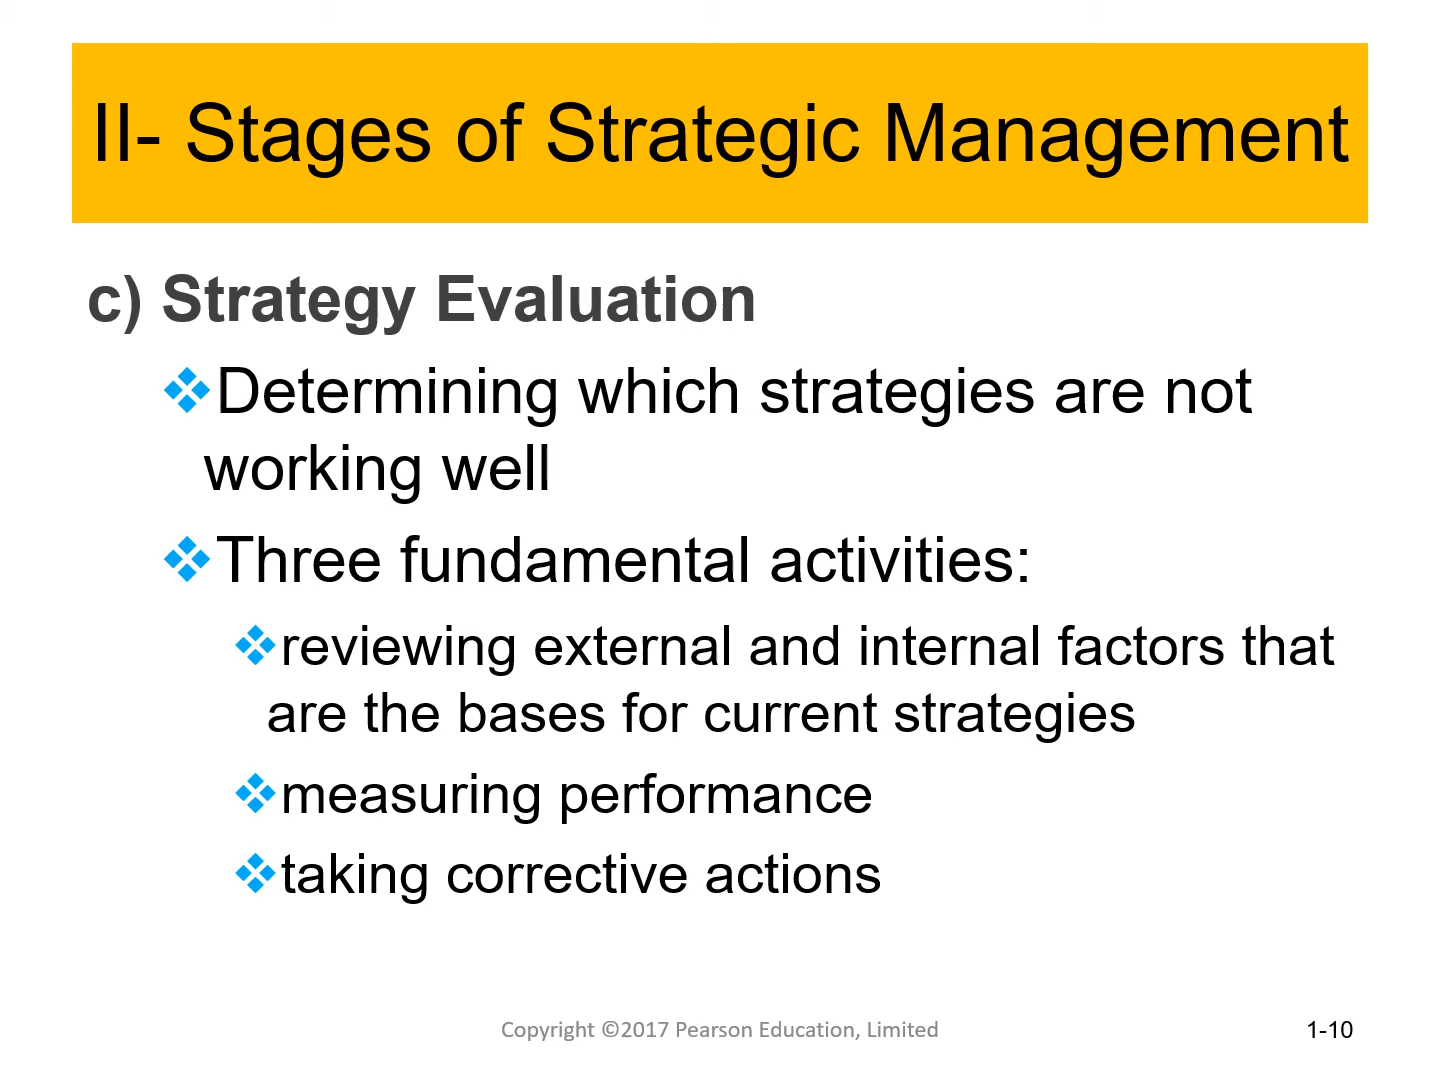 II- Stages of Strategic Management
c) Strategy Evaluation
❖Determining which strategies are not
working well
❖Three fundamental activities:
❖reviewing external and internal factors that
are the bases for current strategies
❖measuring performance
❖taking corrective actions
Copyright ©2017 Pearson Education, Limited
1-10